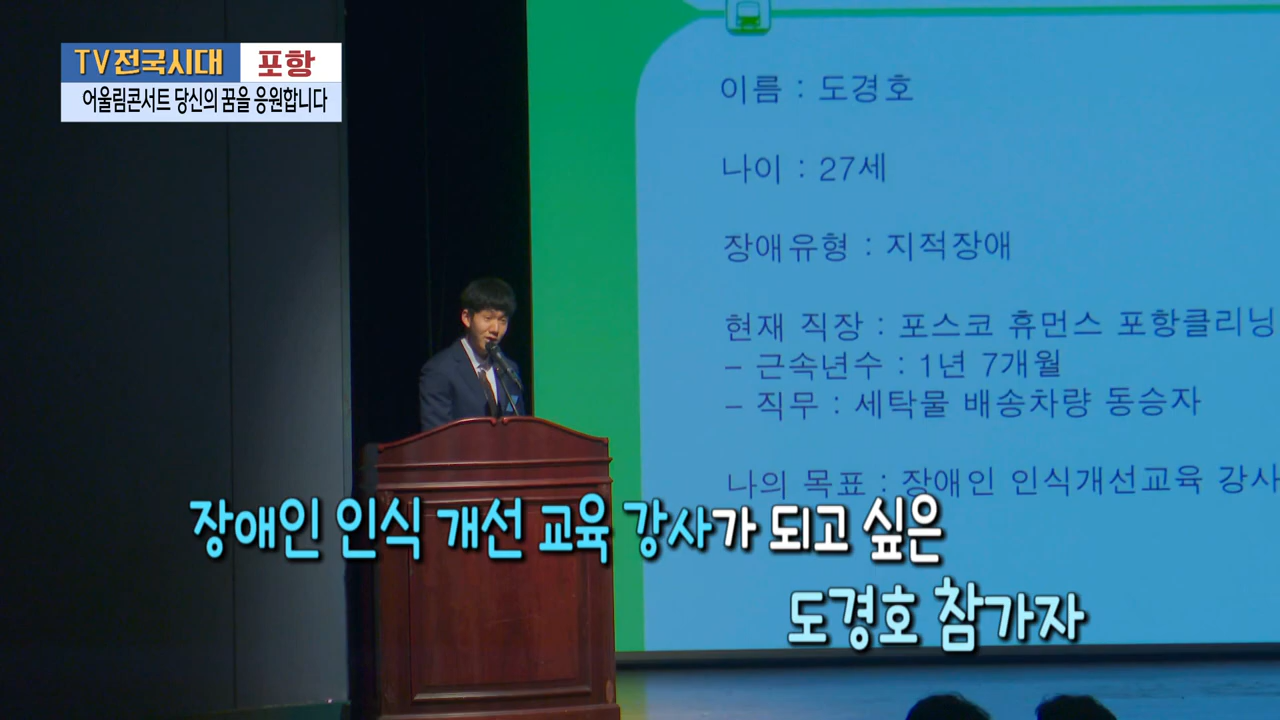 TV전국시대 포항
어울림콘서트 당신의 꿈을 응원합니다
이름 : 도경호
나이 : 27세
장애유형 : 지적장애
현재 직장 : 포스코 휴먼스 포항클리닝
– 근속년수 : 1년 7개월
– 직무 : 세탁물 배송차량 동승자
나의 목표 : 장애인 인식개선교육 강사
장애인 인식 개선 교육 강사가 되고 싶은
도경호 참가자